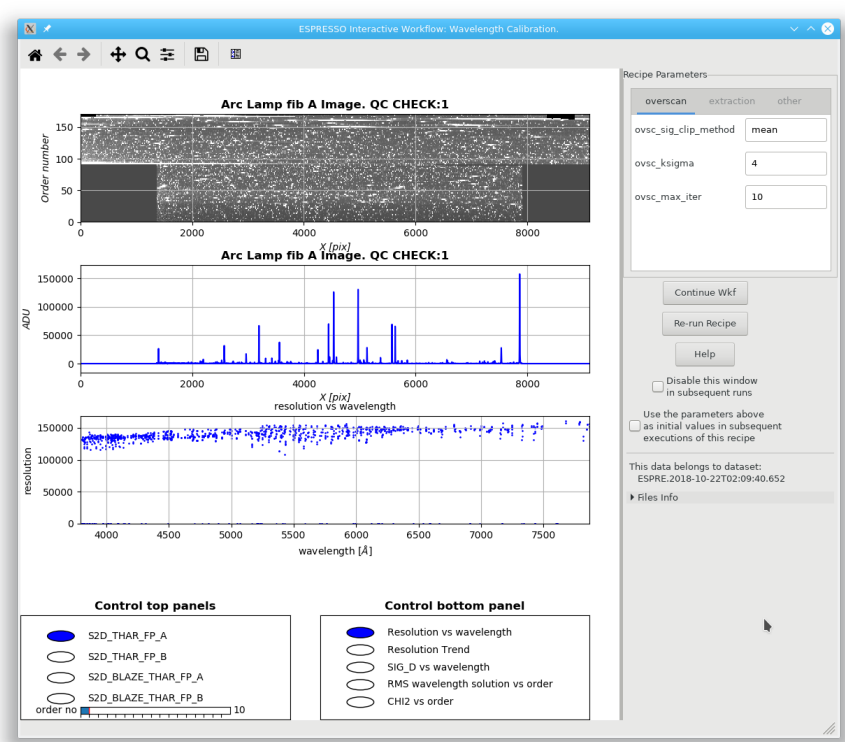 ESPRESSO Interactive Workflow: Wavelength Calibration.
Arc Lamp fib A Image. QC CHECK:1
Order number
150
100
50
0
0 2000 4000 6000 8000
X [pix]
Arc Lamp fib A Image. QC CHECK:1
ADU
150000
100000
50000
0
0 2000 4000 6000 8000
X [pix]
resolution vs wavelength
resolution
150000
100000
50000
0
4000 4500 5000 5500 6000 6500 7000 7500
wavelength [Å]
Control top panels
S2D_THAR_FP_A
S2D_THAR_FP_B
S2D_BLAZE_THAR_FP_A
S2D_BLAZE_THAR_FP_B
order no 10
Control bottom panel
Resolution vs wavelength
Resolution Trend
SIG_D vs wavelength
RMS wavelength solution vs order
CHI2 vs order
Recipe Parameters
overscan extraction other
ovsc_sig_clip_method mean
ovsc_ksigma 4
ovsc_max_iter 10
Continue Wkf
Re-run Recipe
Help
Disable this window
in subsequent runs
Use the parameters above
as initial values in subsequent
executions of this recipe
This data belongs to dataset:
ESPRE.2018-10-22T02:09:40.652
Files Info